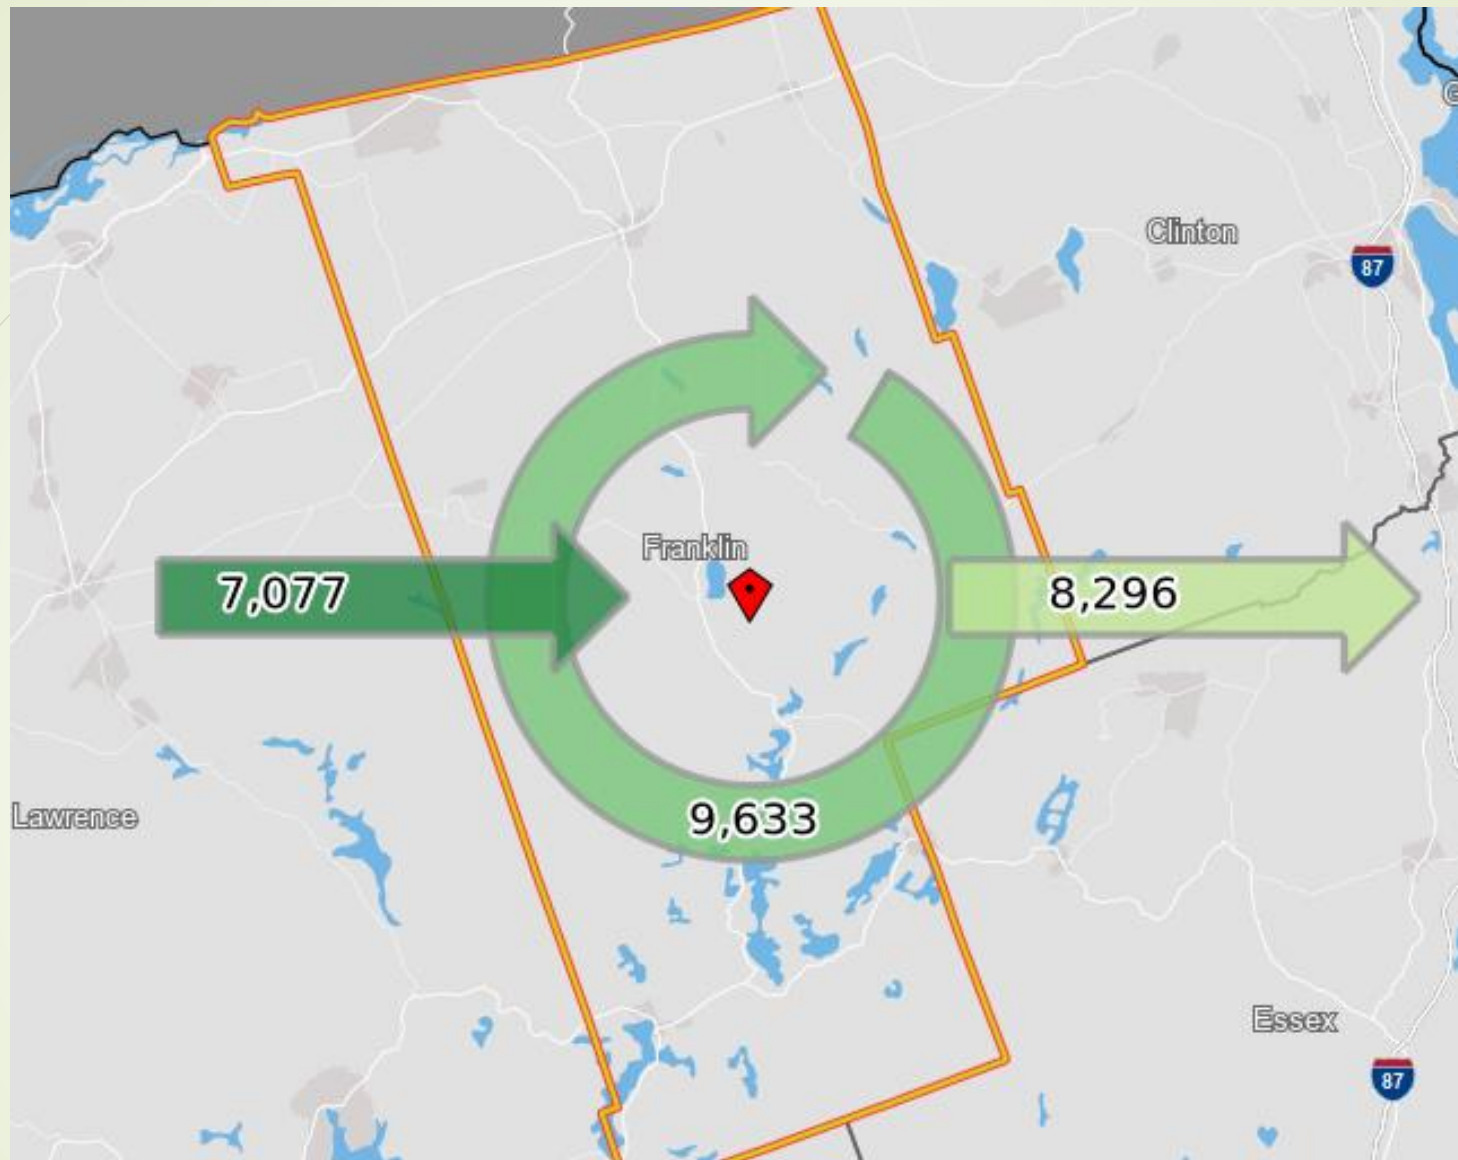 G
Clinton
87
Franklin
7,077
8,296
Lawrence
9,633
Essex
87